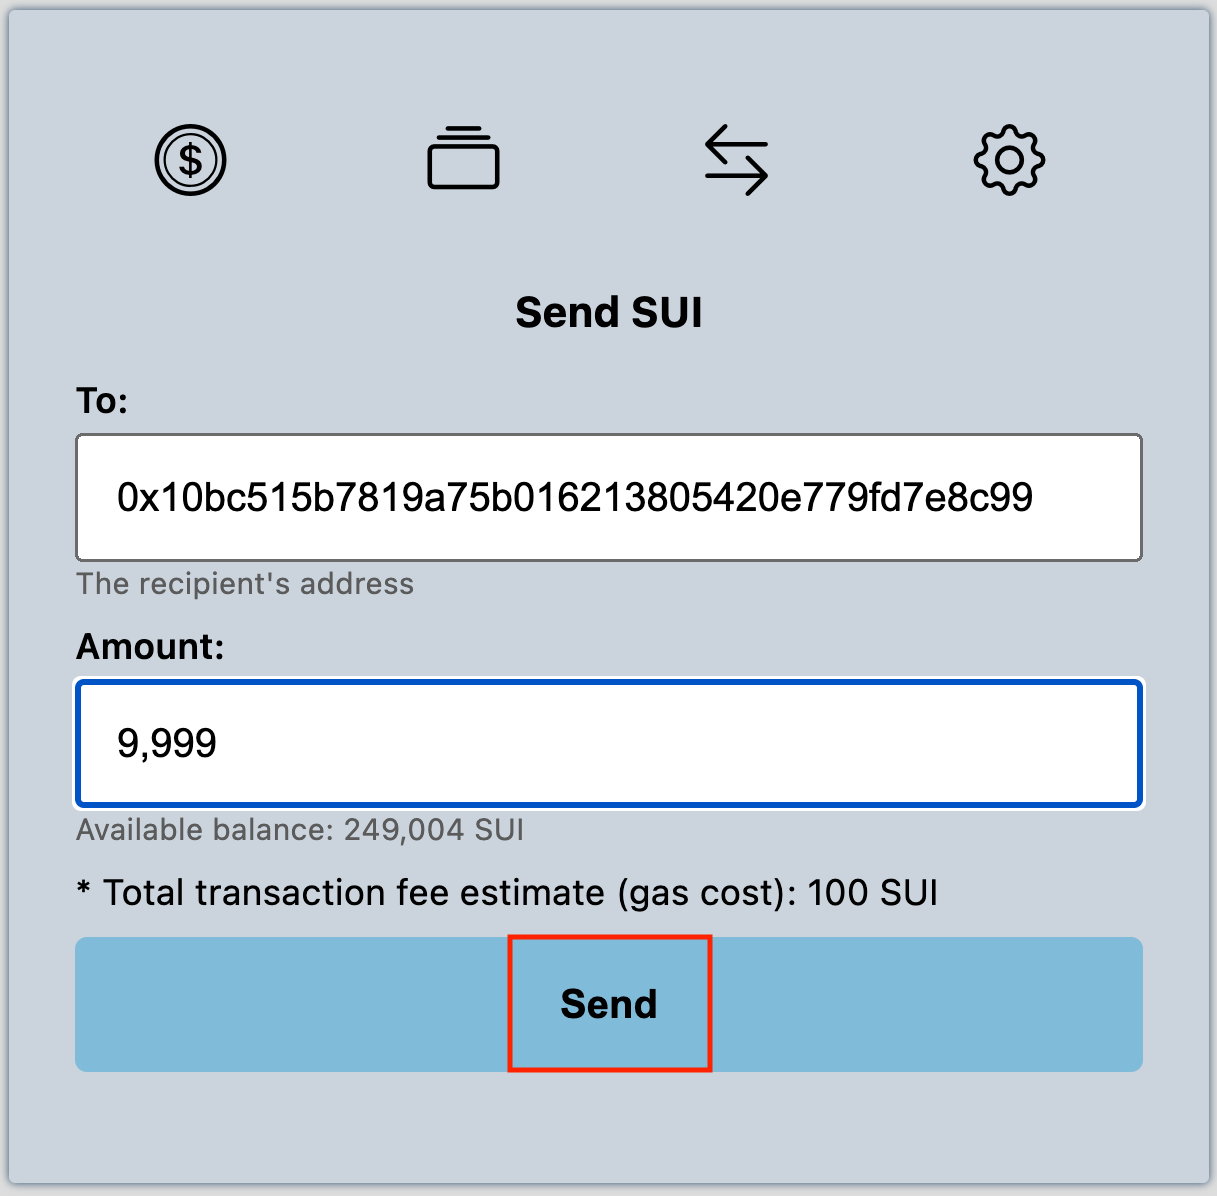 $
Send SUI
To:
0x10bc515b7819a75b016213805420e779fd7e8c99
The recipient's address
Amount:
9,999
Available balance: 249,004 SUI
* Total transaction fee estimate (gas cost): 100 SUI
Send